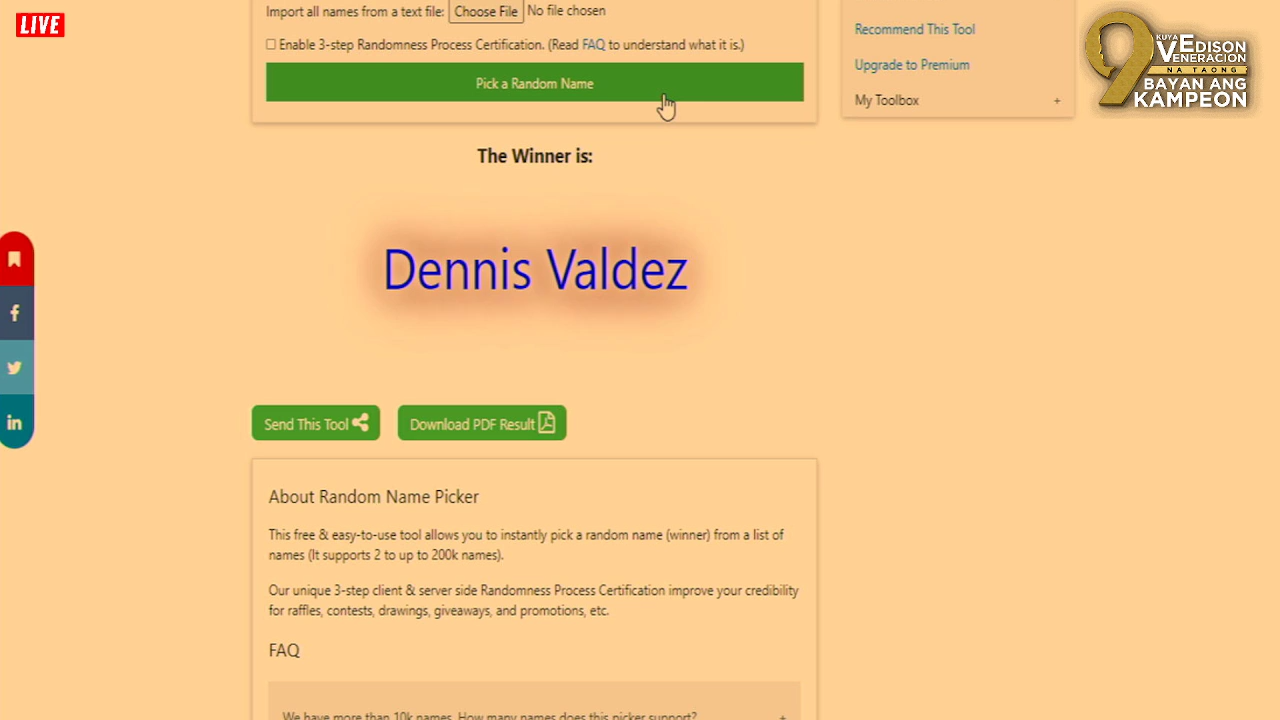 LIVE
Import all names from a text file: Choose File No file chosen
Enable 3-step Randomness Process Certification. (Read FAQ to understand what it is.)
Pick a Random Name
Recommend This Tool
Upgrade to Premium
My Toolbox +
9
KUYA
VEDISON
VENERACION
NA TAONG
BAYAN ANG
KAMPEON
The Winner is:
Dennis Valdez
f
in
Send This Tool
Download PDF Result
About Random Name Picker
This free & easy-to-use tool allows you to instantly pick a random name (winner) from a list of
names (It supports 2 to up to 200k names).
Our unique 3-step client & server side Randomness Process Certification improve your credibility
for raffles, contests, drawings, giveaways, and promotions, etc.
FAQ
We have more than 10k names. How many names does this picker support? +